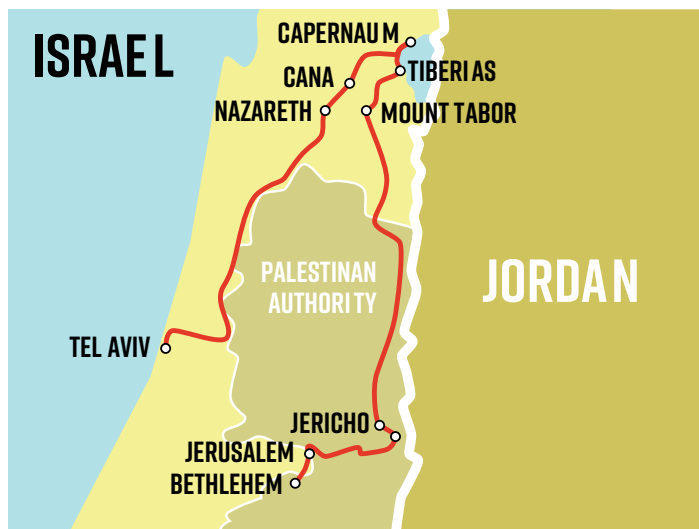 ISRAEL
CAPERNAUM
TIBERIAS
CANA
NAZARETH
MOUNT TABOR
PALESTINAN
AUTHORITY
JORDAN
TEL AVIV
JERICHO
JERUSALEM
BETHLEHEM